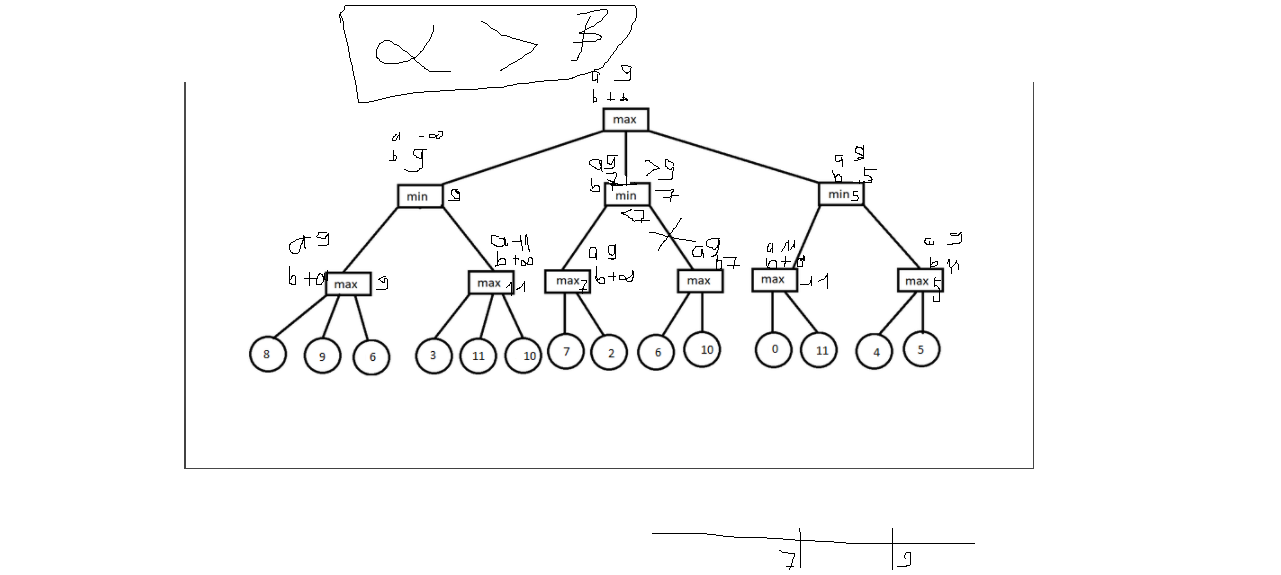 α > β
a 9
b +∞
max
a -∞
b 9
a 9
b 7
>9
a 9
b 5
min 9
min 7
min 5
<7
a 9
b +∞
a +11
b +∞
a 9
b +∞
a 9
b 7
a 11
b +∞
a 9
b 11
max 9
max 11
max 7
max
max 11
max 5
8 9 6 3 11 10 7 2 6 10 0 11 4 5
7 9